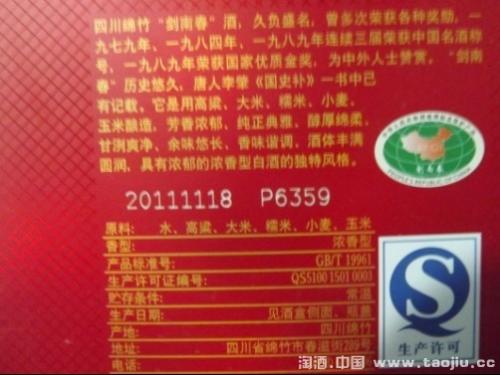 四川绵竹"剑南春"酒，久负盛名，曾多次荣获各种奖励，一
九七九年、一九八四年、一九八九年连续三届荣获中国名酒称
号，一九八九年荣获国家优质金奖，为中外人士赞赏，"剑南
春"历史悠久，唐人李肇《国史补》一书中已
有记载，它是用高粱、大米、糯米、小麦、
玉米酿造，芳香浓郁、纯正典雅、醇厚绵柔、
甘洌爽净、余味悠长、香味谐调、酒体丰满
圆润，具有浓郁的浓香型白酒的独特风格。
PEOPLE'S REPUBLIC OF CHINA
20111118 P6359
原料: 水、高粱、大米、糯米、小麦、玉米
香型: 浓香型
产品标准号: GB/T 19961
生产许可证编号: QS5100 1501 0003
贮存条件: 常温
生产日期: 见酒盒侧面、瓶盖
产地: 四川绵竹
地址: 四川省绵竹市春溢街289号
电话:
生产许可
淘酒.中国 www.taojiu.cc